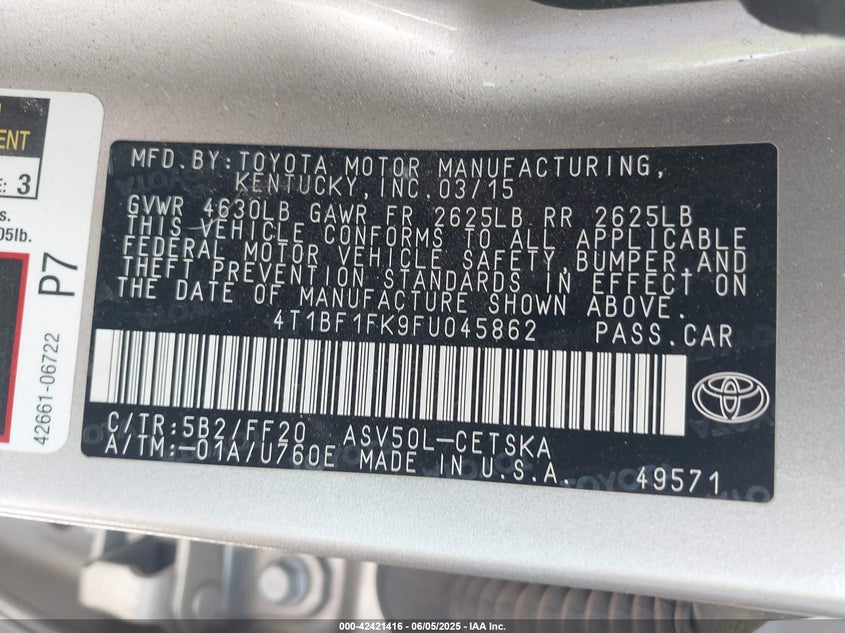 ENT
E: 3
s.
05lb.
P7
42661-06722
MFD.BY:TOYOTA MOTOR MANUFACTURING,
KENTUCKY,INC.03/15
GVWR 4630LB GAWR FR 2625LB RR 2625LB
THIS VEHICLE CONFORMS TO ALL APPLICABLE
FEDERAL MOTOR VEHICLE SAFETY,BUMPER,AND
THEFT PREVENTION STANDARDS IN EFFECT ON
THE DATE OF MANUFACTURE SHOWN ABOVE.
4T1BF1FK9FU045862 PASS.CAR
C/TR:5B2/FF20 ASV50L-CETSKA
A/TM:-01A/U760E MADE IN U.S.A. 49571
000-42421416 - 06/05/2025 - IAA Inc.